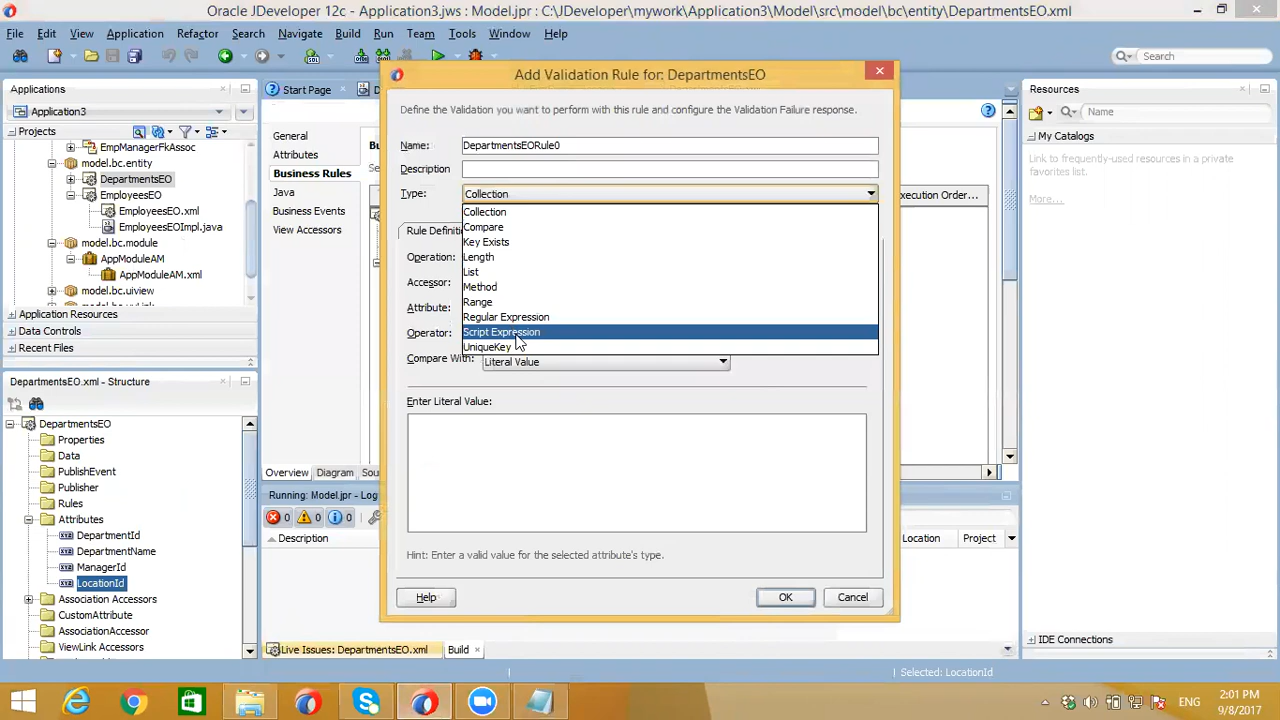 Oracle JDeveloper 12c - Application3.jws : Model.jpr : C:\JDeveloper\mywork\Application3\Model\src\model\bc\entity\DepartmentsEO.xml
File Edit View Application Refactor Search Navigate Build Run Team Tools Window Help
Search
Applications
Application3
Projects
EmpManagerFkAssoc
model.bc.entity
DepartmentsEO
EmployeesEO
EmployeesEO.xml
EmployeesEOImpl.java
model.bc.module
AppModuleAM
AppModuleAM.xml
model.bc.uiview
Application Resources
Data Controls
Recent Files
DepartmentsEO.xml - Structure
DepartmentsEO
Properties
Data
PublishEvent
Publisher
Rules
Attributes
DepartmentId
DepartmentName
ManagerId
LocationId
Association Accessors
CustomAttribute
AssociationAccessor
ViewLink Accessors
Start Page
General
Attributes
Business Rules
Java
Business Events
View Accessors
Overview Diagram Sou
Running: Model.jpr - Log
0 0 0
Description
Live Issues: DepartmentsEO.xml
Build
xecution Order...
Location Project
Add Validation Rule for: DepartmentsEO
Define the Validation you want to perform with this rule and configure the Validation Failure response.
Name: DepartmentsEORule0
Description
Type: Collection
Collection
Compare
Key Exists
Length
List
Method
Range
Regular Expression
Script Expression
UniqueKey
Rule Definiti
Operation:
Accessor:
Attribute:
Operator:
Compare With: Literal Value
Enter Literal Value:
Hint: Enter a valid value for the selected attribute's type.
Help OK Cancel
Resources
Name
My Catalogs
Link to frequently-used resources in a private
favorites list.
More...
IDE Connections
Selected: LocationId
ENG
2:01 PM
9/8/2017